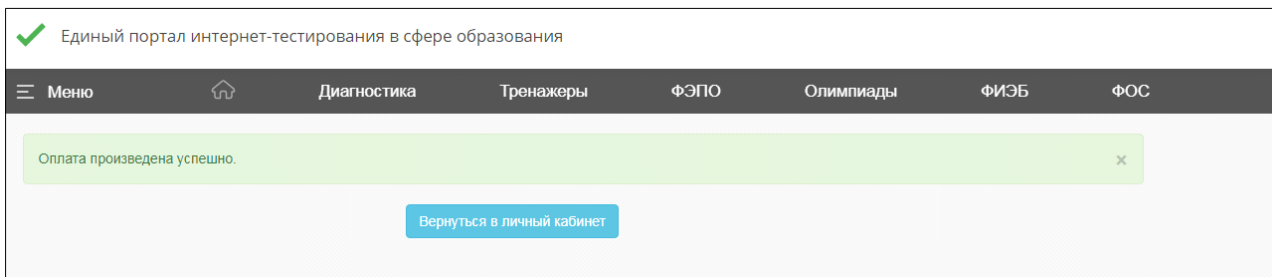 Единый портал интернет-тестирования в сфере образования
Меню Диагностика Тренажеры ФЭПО Олимпиады ФИЭБ ФОС
Оплата произведена успешно. ×
Вернуться в личный кабинет